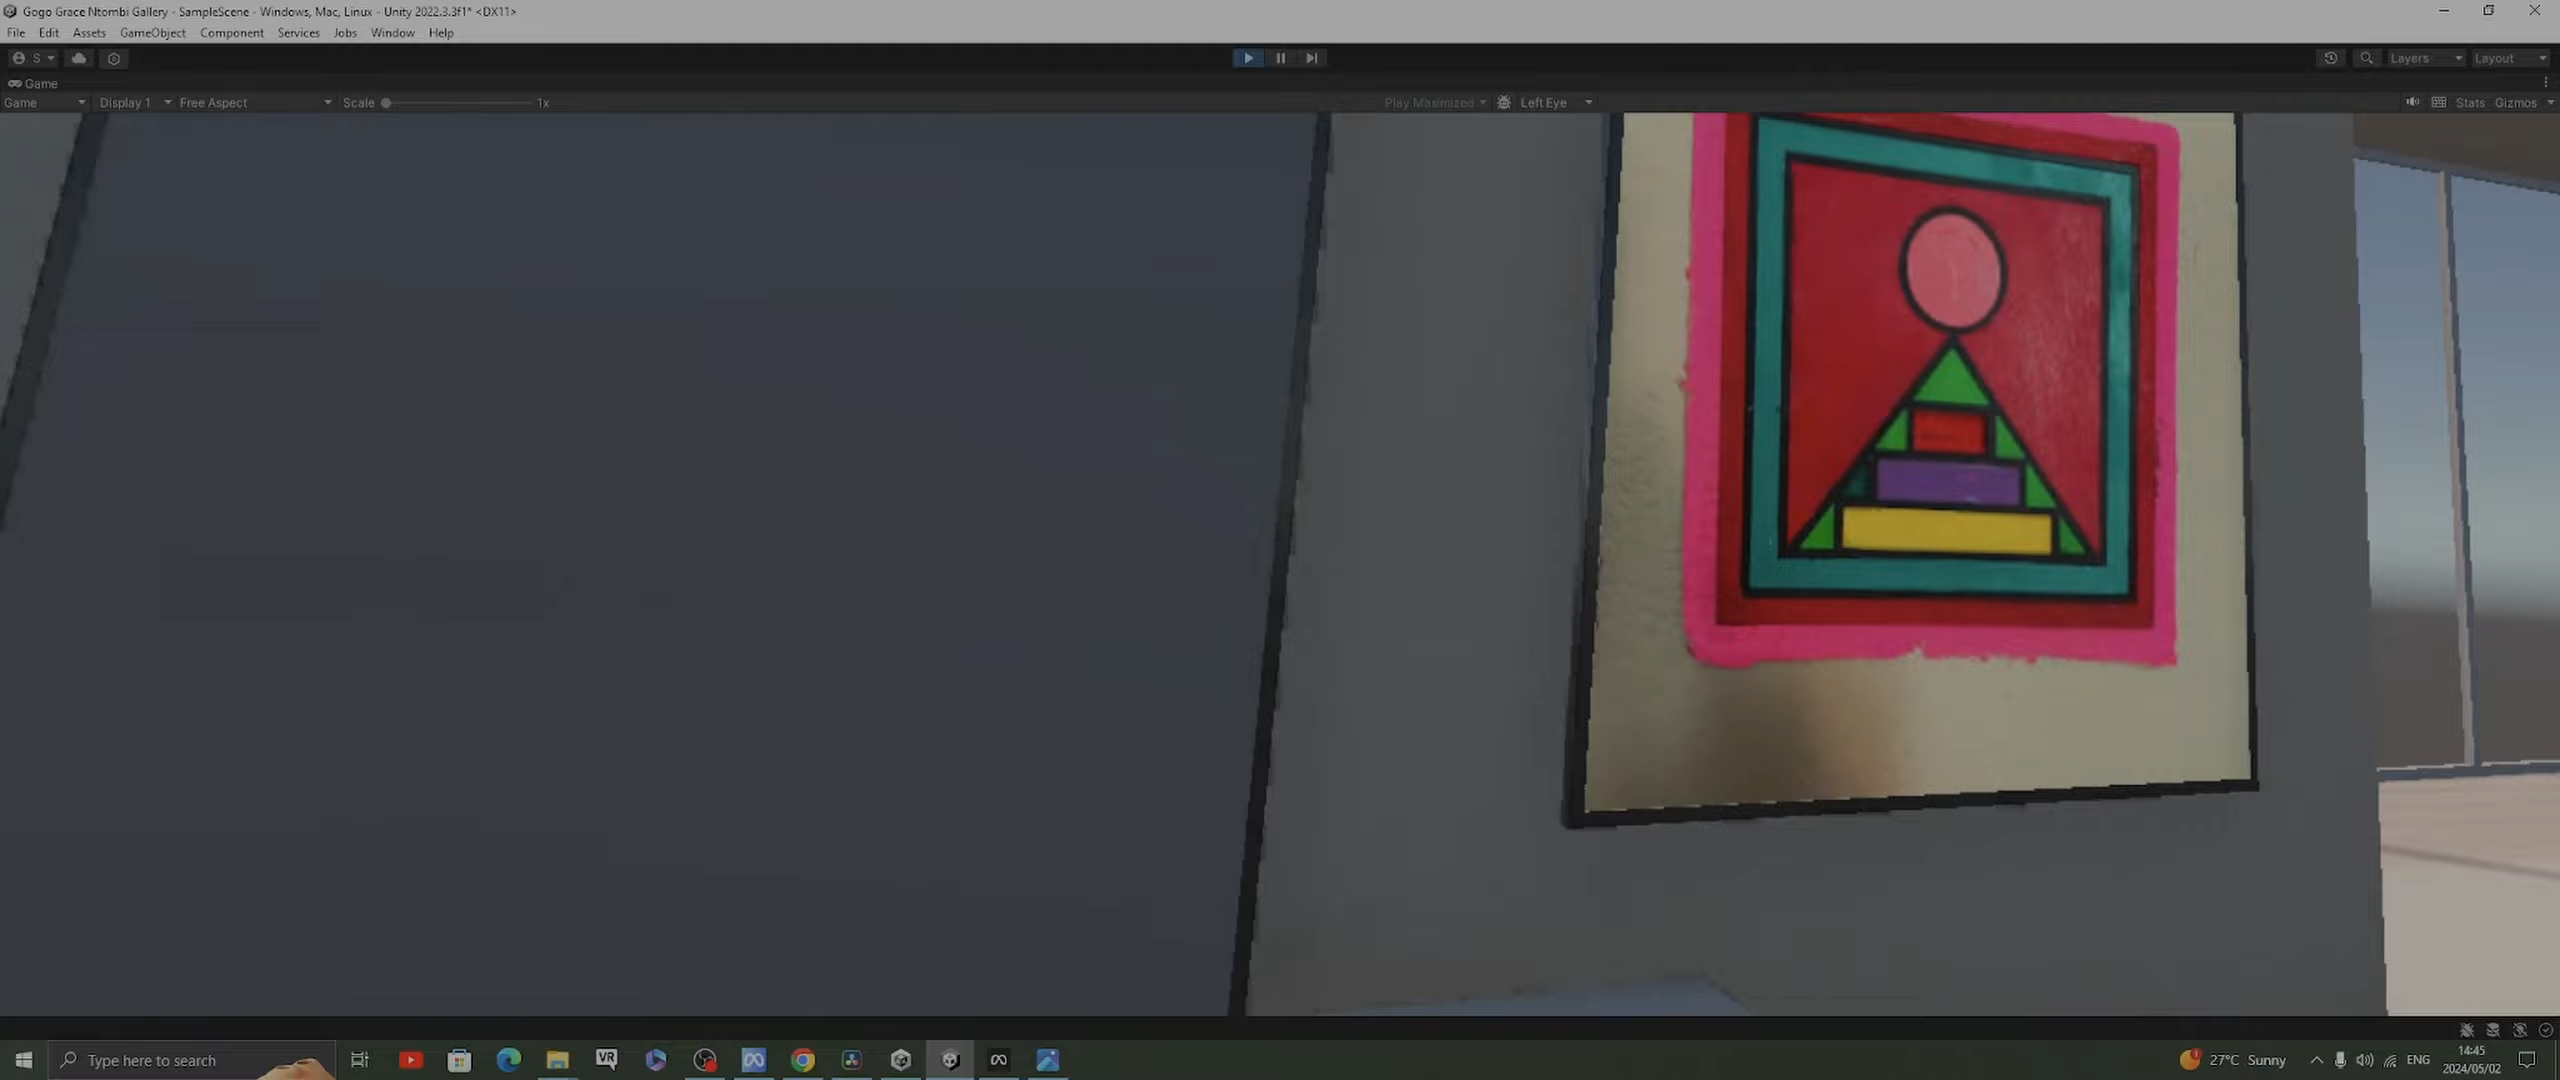 Gogo Grace Ntombi Gallery - SampleScene - Windows, Mac, Linux - Unity 2022.3.3f1* <DX11>
File Edit Assets GameObject Component Services Jobs Window Help
S Layers Layout
Game
Game Display 1 Free Aspect Scale 1x Play Maximized Left Eye Stats Gizmos
Type here to search VR 27°C Sunny ENG 14:45
2024/05/02